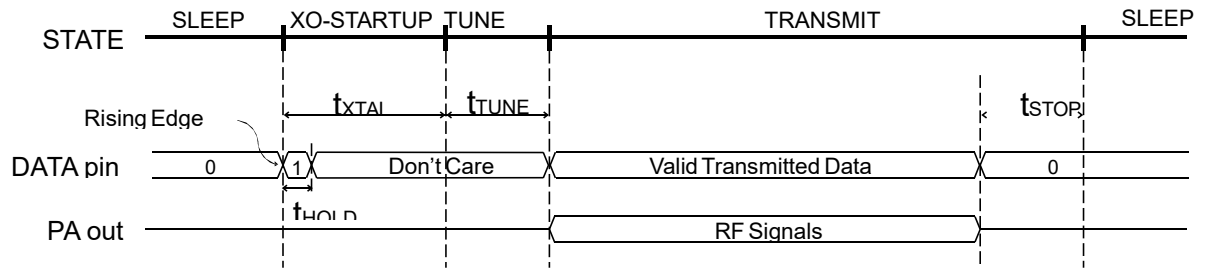 SLEEP XO-STARTUP TUNE TRANSMIT SLEEP
STATE
tXTAL tTUNE tSTOP
Rising Edge
DATA pin 0 1 Don't Care Valid Transmitted Data 0
tHOLD
PA out RF Signals